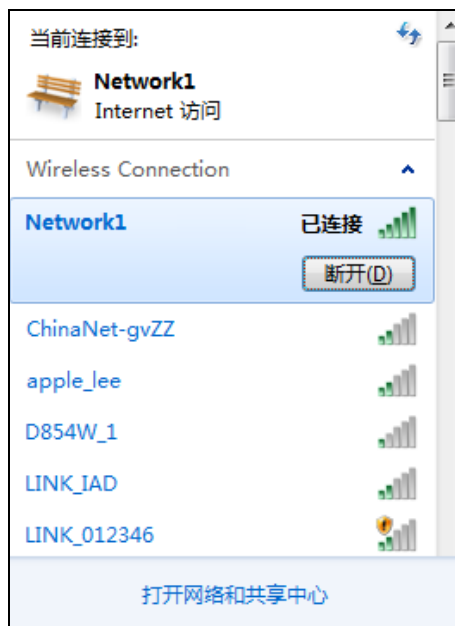 当前连接到:
Network1
Internet 访问
Wireless Connection
Network1 已连接
断开(D)
ChinaNet-gvZZ
apple_lee
D854W_1
LINK_IAD
LINK_012346
打开网络和共享中心